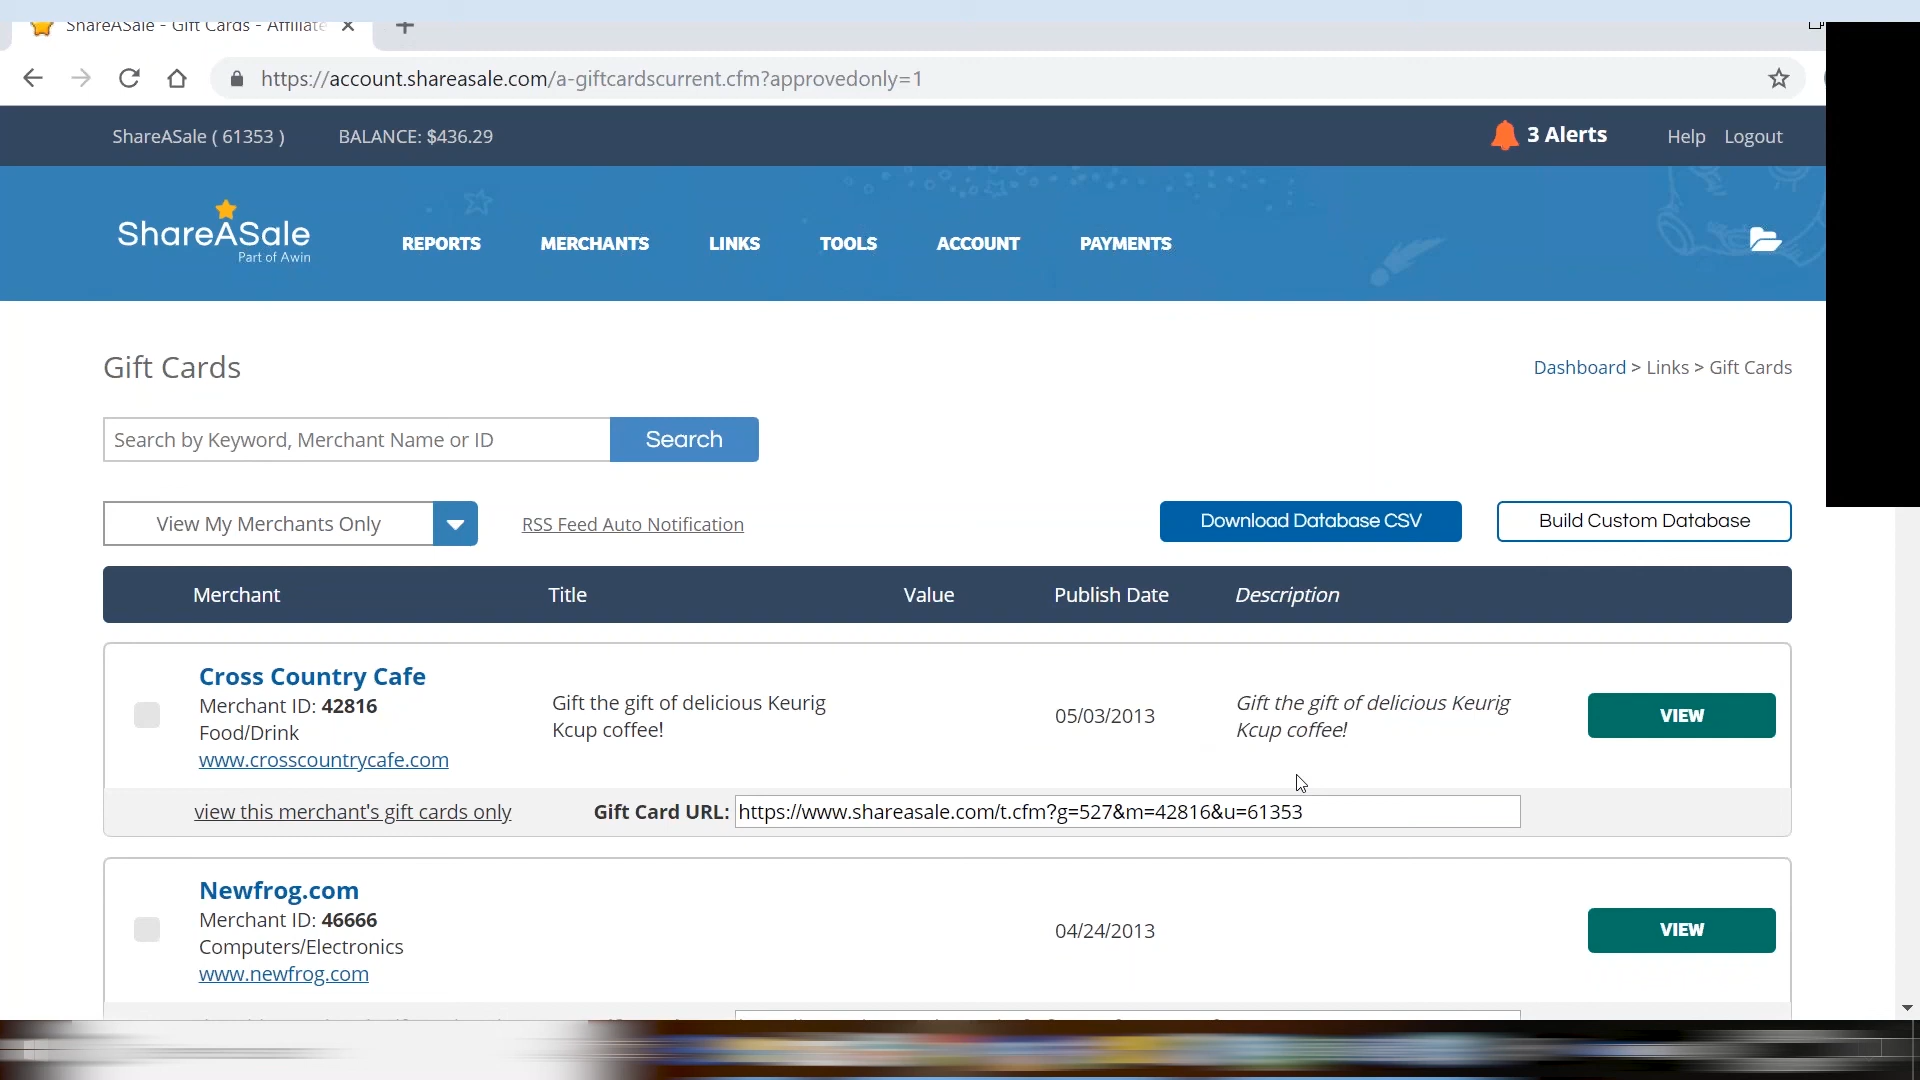 ShareASale - Gift Cards - Affiliate
https://account.shareasale.com/a-giftcardscurrent.cfm?approvedonly=1
ShareASale ( 61353 ) BALANCE: $436.29 3 Alerts Help Logout
ShareASale
Part of Awin
REPORTS MERCHANTS LINKS TOOLS ACCOUNT PAYMENTS
Gift Cards
Dashboard > Links > Gift Cards
Search by Keyword, Merchant Name or ID Search
View My Merchants Only RSS Feed Auto Notification Download Database CSV Build Custom Database
Merchant Title Value Publish Date Description
Cross Country Cafe
Merchant ID: 42816
Food/Drink
www.crosscountrycafe.com
Gift the gift of delicious Keurig
Kcup coffee!
05/03/2013
Gift the gift of delicious Keurig
Kcup coffee!
VIEW
view this merchant's gift cards only Gift Card URL: https://www.shareasale.com/t.cfm?g=527&m=42816&u=61353
Newfrog.com
Merchant ID: 46666
Computers/Electronics
www.newfrog.com
04/24/2013
VIEW